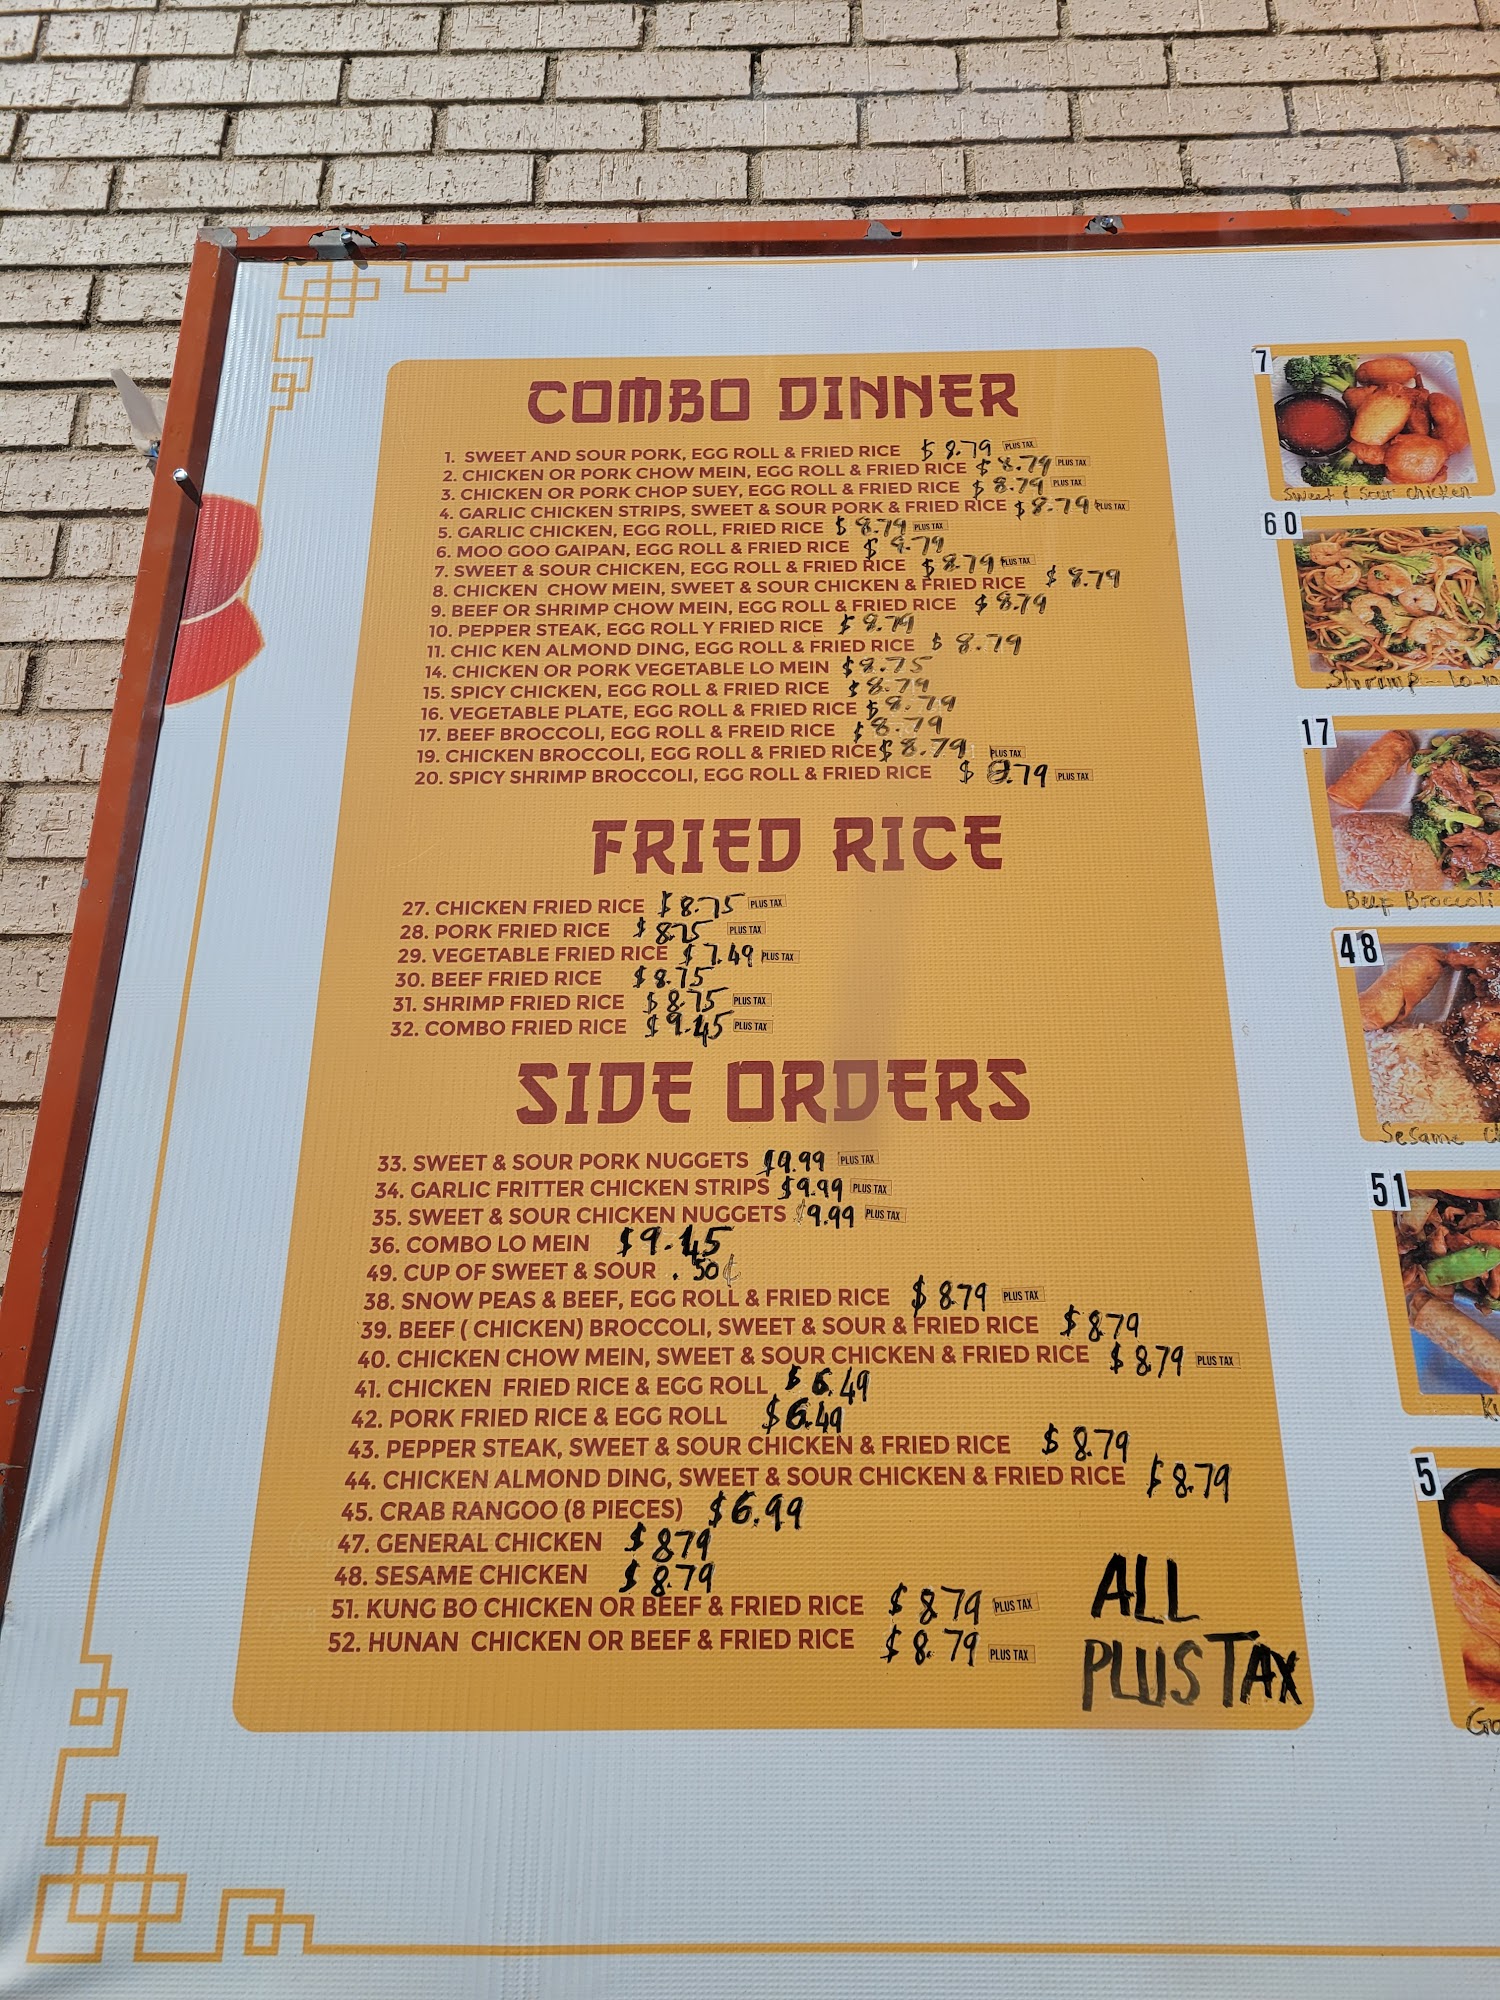 COMBO DINNER
1. SWEET AND SOUR PORK, EGG ROLL & FRIED RICE $8.79 PLUS TAX
2. CHICKEN OR PORK CHOW MEIN, EGG ROLL & FRIED RICE $8.79 PLUS TAX
3. CHICKEN OR PORK CHOP SUEY, EGG ROLL & FRIED RICE $8.79 PLUS TAX
4. GARLIC CHICKEN STRIPS, SWEET & SOUR PORK & FRIED RICE $8.79 PLUS TAX
5. GARLIC CHICKEN, EGG ROLL, FRIED RICE $8.79 PLUS TAX
6. MOO GOO GAIPAN, EGG ROLL & FRIED RICE
7. SWEET & SOUR CHICKEN, EGG ROLL & FRIED RICE $8.79 PLUS TAX
8. CHICKEN CHOW MEIN, SWEET & SOUR CHICKEN & FRIED RICE $8.79
9. BEEF OR SHRIMP CHOW MEIN, EGG ROLL & FRIED RICE $8.79
10. PEPPER STEAK, EGG ROLL Y FRIED RICE $8.79
11. CHIC KEN ALMOND DING, EGG ROLL & FRIED RICE $8.79
14. CHICKEN OR PORK VEGETABLE LO MEIN $8.75
15. SPICY CHICKEN, EGG ROLL & FRIED RICE $8.79
16. VEGETABLE PLATE, EGG ROLL & FRIED RICE $8.79
17. BEEF BROCCOLI, EGG ROLL & FREID RICE $8.79
19. CHICKEN BROCCOLI, EGG ROLL & FRIED RICE $8.79 PLUS TAX
20. SPICY SHRIMP BROCCOLI, EGG ROLL & FRIED RICE $8.79 PLUS TAX
FRIED RICE
27. CHICKEN FRIED RICE $8.75 PLUS TAX
28. PORK FRIED RICE $8.75 PLUS TAX
29. VEGETABLE FRIED RICE $7.49 PLUS TAX
30. BEEF FRIED RICE $8.75
31. SHRIMP FRIED RICE $8.75 PLUS TAX
32. COMBO FRIED RICE $9.45 PLUS TAX
SIDE ORDERS
33. SWEET & SOUR PORK NUGGETS $9.99 PLUS TAX
34. GARLIC FRITTER CHICKEN STRIPS $9.99 PLUS TAX
35. SWEET & SOUR CHICKEN NUGGETS $9.99 PLUS TAX
36. COMBO LO MEIN $9.45
49. CUP OF SWEET & SOUR .50¢
38. SNOW PEAS & BEEF, EGG ROLL & FRIED RICE $8.79 PLUS TAX
39. BEEF ( CHICKEN) BROCCOLI, SWEET & SOUR & FRIED RICE $8.79
40. CHICKEN CHOW MEIN, SWEET & SOUR CHICKEN & FRIED RICE $8.79 PLUS TAX
41. CHICKEN FRIED RICE & EGG ROLL $6.49
42. PORK FRIED RICE & EGG ROLL $6.49
43. PEPPER STEAK, SWEET & SOUR CHICKEN & FRIED RICE $8.79
44. CHICKEN ALMOND DING, SWEET & SOUR CHICKEN & FRIED RICE $8.79
45. CRAB RANGOO (8 PIECES) $6.99
47. GENERAL CHICKEN $879
48. SESAME CHICKEN $8.79
51. KUNG BO CHICKEN OR BEEF & FRIED RICE $8.79 PLUS TAX
52. HUNAN CHICKEN OR BEEF & FRIED RICE $8.79 PLUS TAX
ALL
PLUS TAX
7
Sweet & Sour Chicken
60
Shrimp Lo-
17
Beef Broccoli
48
Sesame
51
5